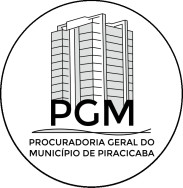 PGM
PROCURADORIA GERAL DO
MUNICÍPIO DE PIRACICABA